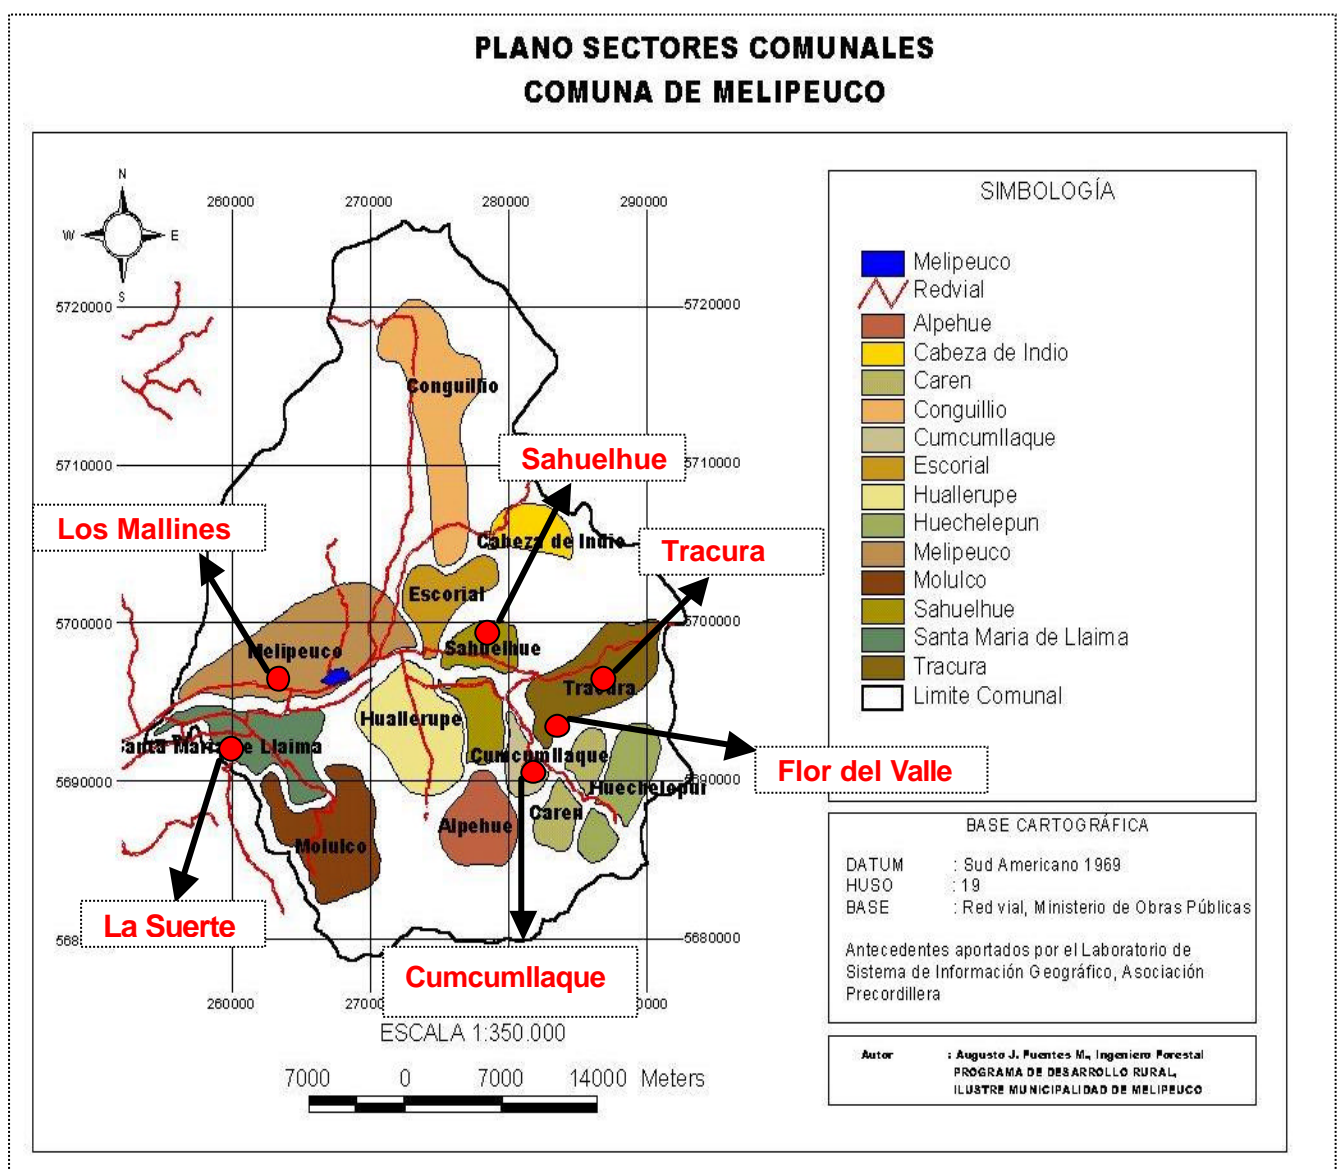 PLANO SECTORES COMUNALES
COMUNA DE MELIPEUCO
N
W
E
S
260000
270000
280000
290000
5720000
5720000
5710000
5710000
5700000
5700000
5690000
5680000
260000
Conguillio
Cabeza de Indio
Escorial
Sahuelhue
Melipeuco
Tracura
Huallerupe
Cumcumllaque
Alpehue
Caren
Molulco
Sahuelhue
Los Mallines
Tracura
Flor del Valle
La Suerte
Cumcumllaque
ESCALA 1:350.000
7000 0 7000 14000 Meters
SIMBOLOGÍA
Melipeuco
Redvial
Alpehue
Cabeza de Indio
Caren
Conguillio
Cumcumllaque
Escorial
Huallerupe
Huechelepun
Melipeuco
Molulco
Sahuelhue
Santa Maria de Llaima
Tracura
Limite Comunal
BASE CARTOGRÁFICA
DATUM : Sud Americano 1969
HUSO : 19
BASE : Red vial, Ministerio de Obras Públicas
Antecedentes aportados por el Laboratorio de
Sistema de Información Geográfico, Asociación
Precordillera
Autor : Augusto J. Fuentes M., Ingeniero Forestal
PROGRAMA DE DESARROLLO RURAL,
ILUSTRE MUNICIPALIDAD DE MELIPEUCO